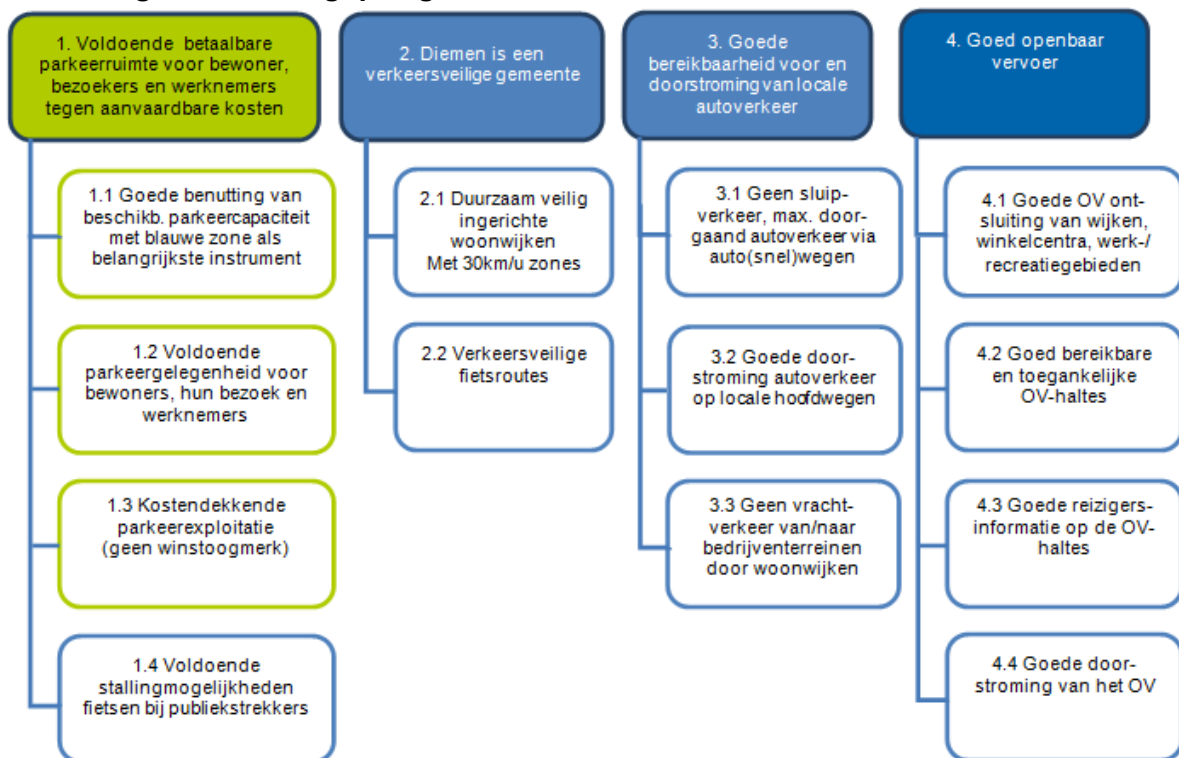 1. Voldoende betaalbare
parkeerruimte voor bewoner,
bezoekers en werknemers
tegen aanvaardbare kosten
1.1 Goede benutting van
beschikb. parkeercapaciteit
met blauwe zone als
belangrijkste instrument
1.2 Voldoende
parkeergelegenheid voor
bewoners, hun bezoek en
werknemers
1.3 Kostendekkende
parkeerexploitatie
(geen winstoogmerk)
1.4 Voldoende
stallingmogelijkheden
fietsen bij publiekstrekkers
2. Diemen is een
verkeersveilige gemeente
2.1 Duurzaam veilig
ingerichte
woonwijken
Met 30km/u zones
2.2 Verkeersveilige
fietsroutes
3. Goede
bereikbaarheid voor en
doorstroming van locale
autoverkeer
3.1 Geen sluip-
verkeer, max. door-
gaand autoverkeer via
auto(snel)wegen
3.2 Goede door-
stroming autoverkeer
op locale hoofdwegen
3.3 Geen vracht-
verkeer van/naar
bedrijventerreinen
door woonwijken
4. Goed openbaar
vervoer
4.1 Goede OV ont-
sluiting van wijken,
winkelcentra, werk-/
recreatiegebieden
4.2 Goed bereikbare
en toegankelijke
OV-haltes
4.3 Goede reizigers-
informatie op de OV-
haltes
4.4 Goede door-
stroming van het OV